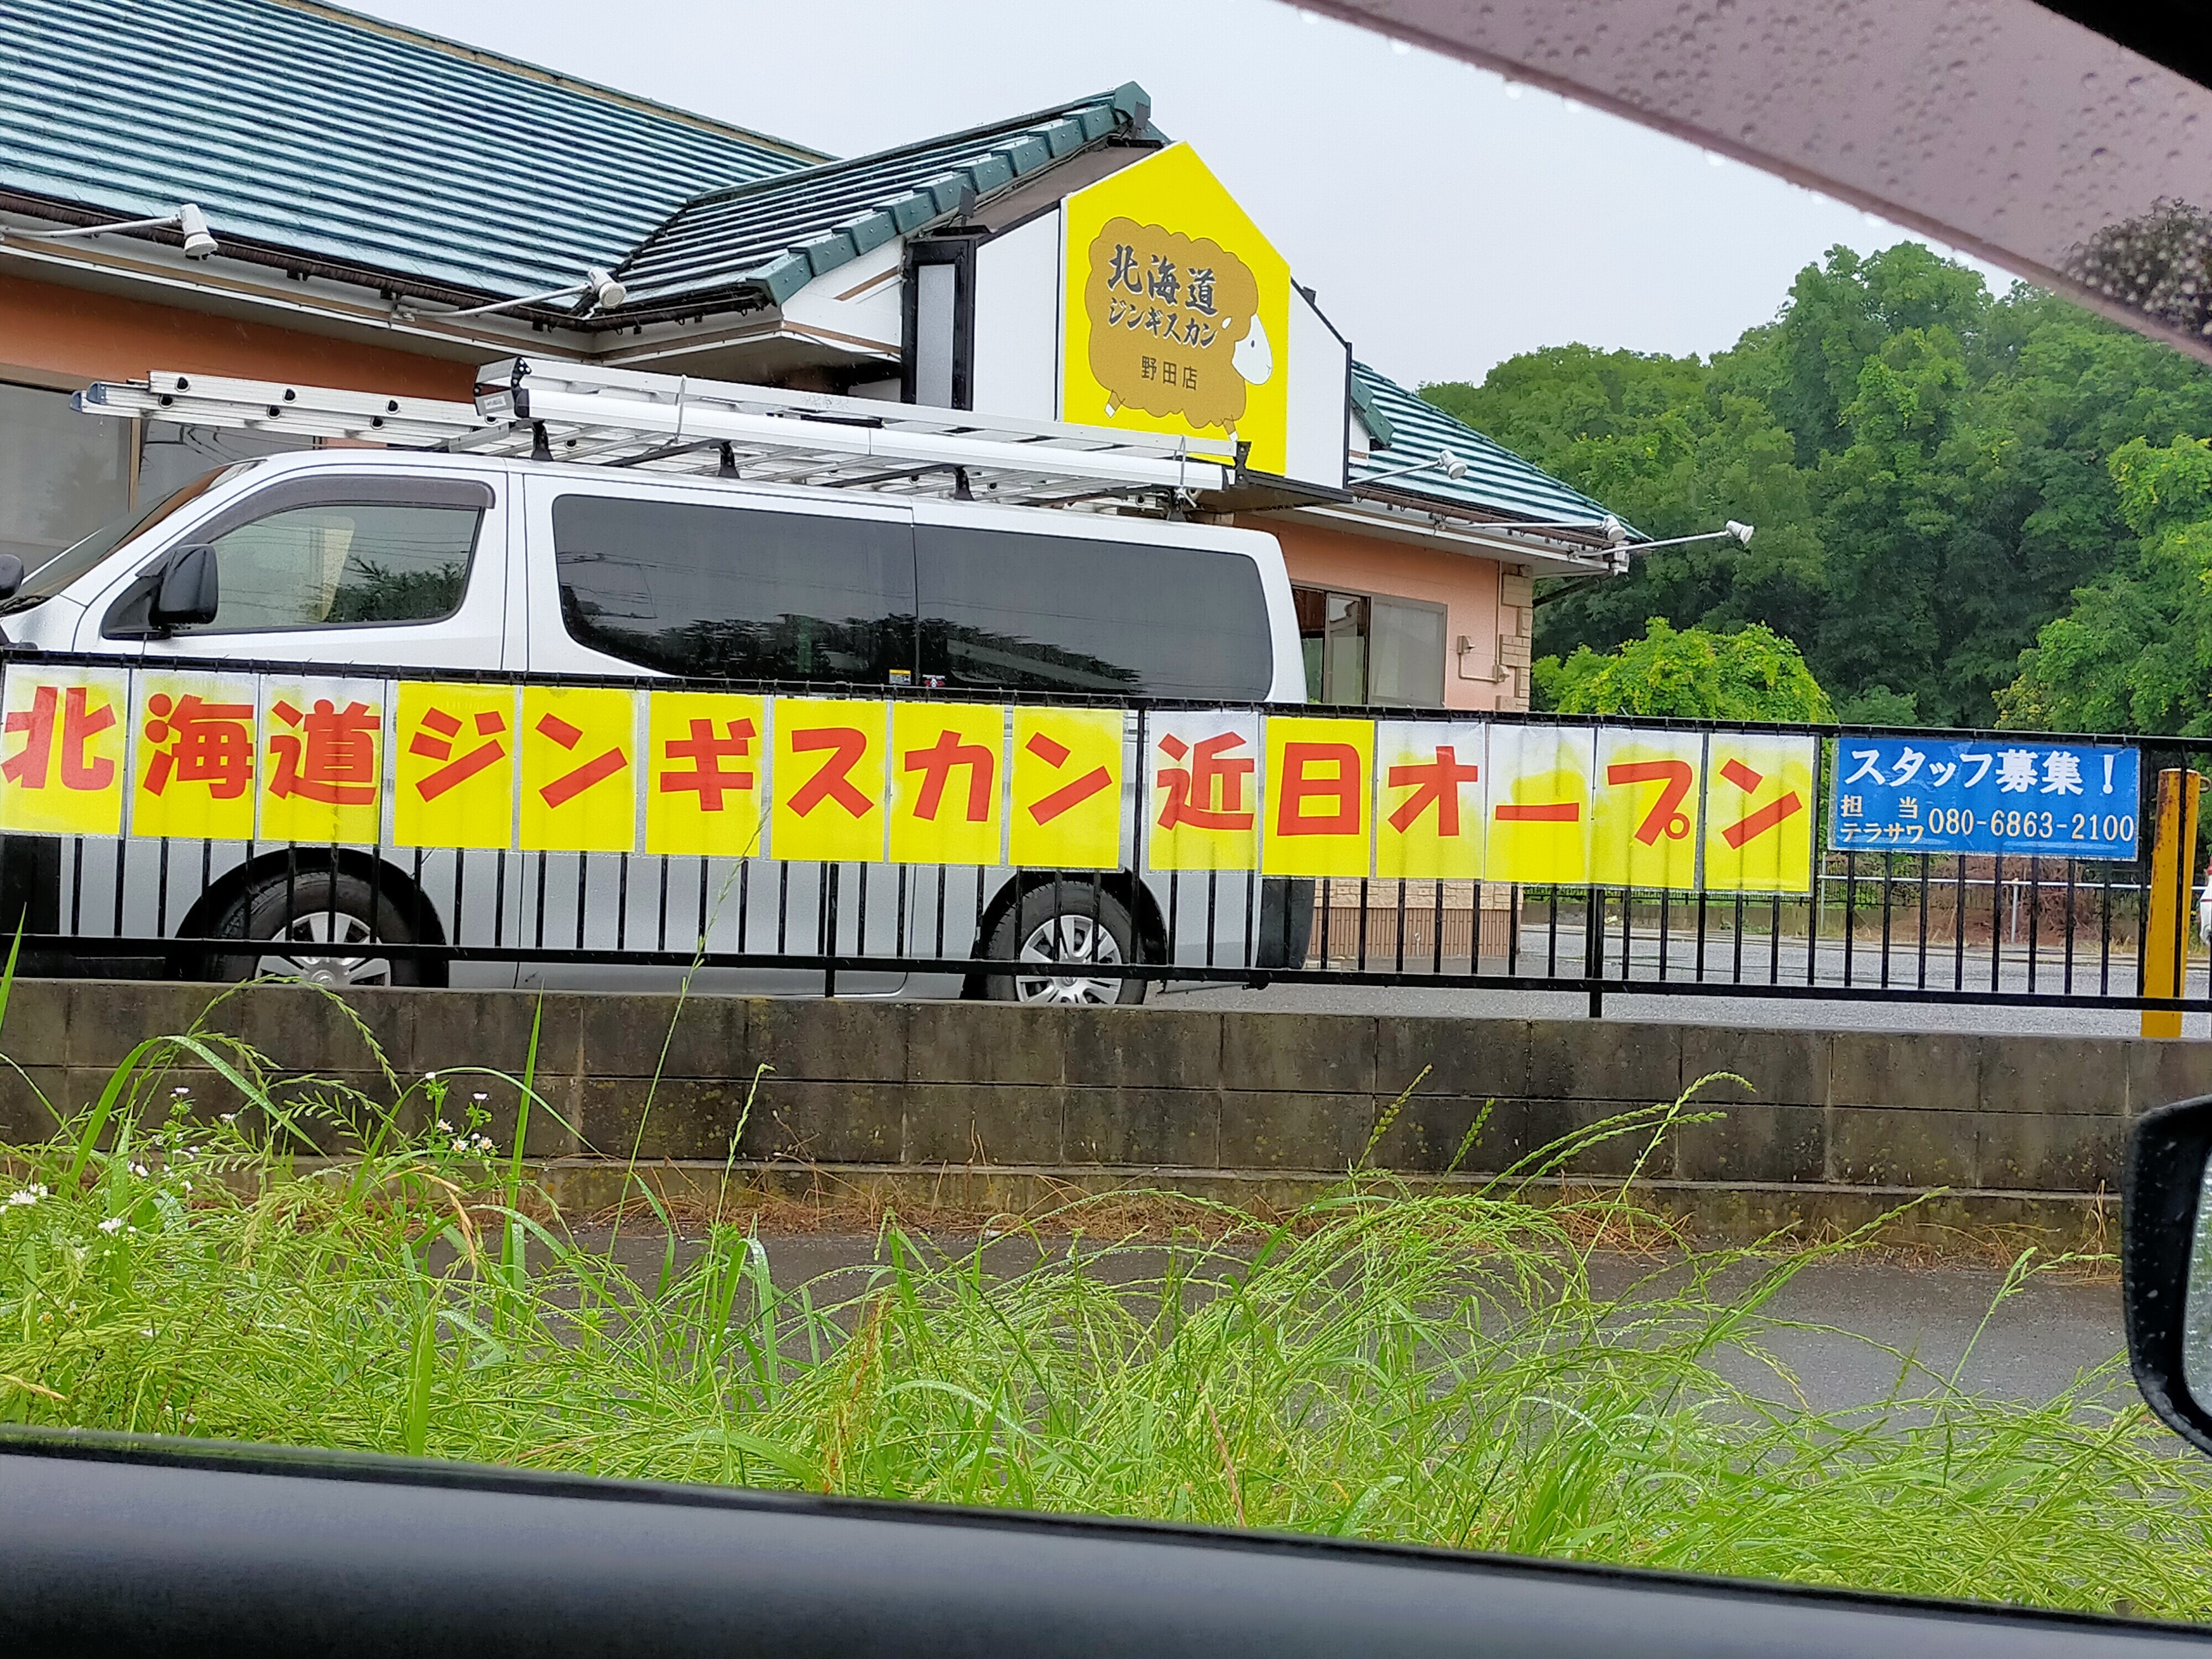 北海道
ジンギスカン
野田店
北海道ジンギスカン近日オープン
スタッフ募集！
担当
テラサワ 080-6863-2100